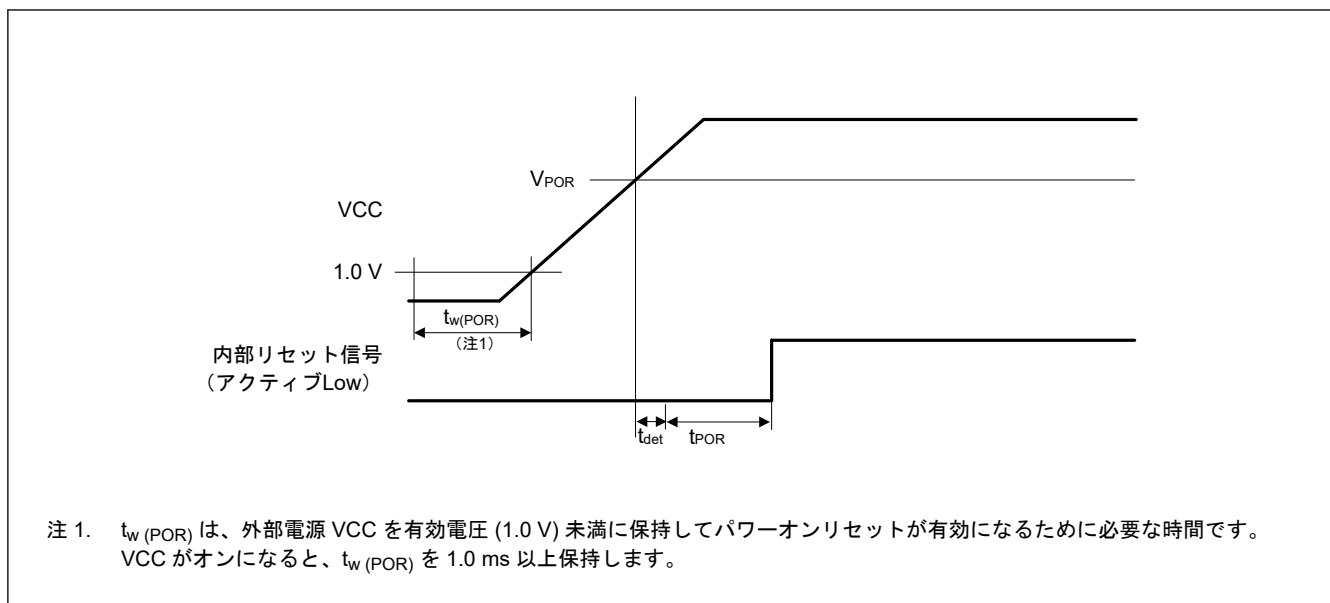 VPOR
VCC
1.0 V
tw(POR)
（注1）
内部リセット信号
（アクティブLow）
tdet
tPOR
注 1. tw (POR) は、外部電源 VCC を有効電圧 (1.0 V) 未満に保持してパワーオンリセットが有効になるために必要な時間です。
VCC がオンになると、tw (POR) を 1.0 ms 以上保持します。